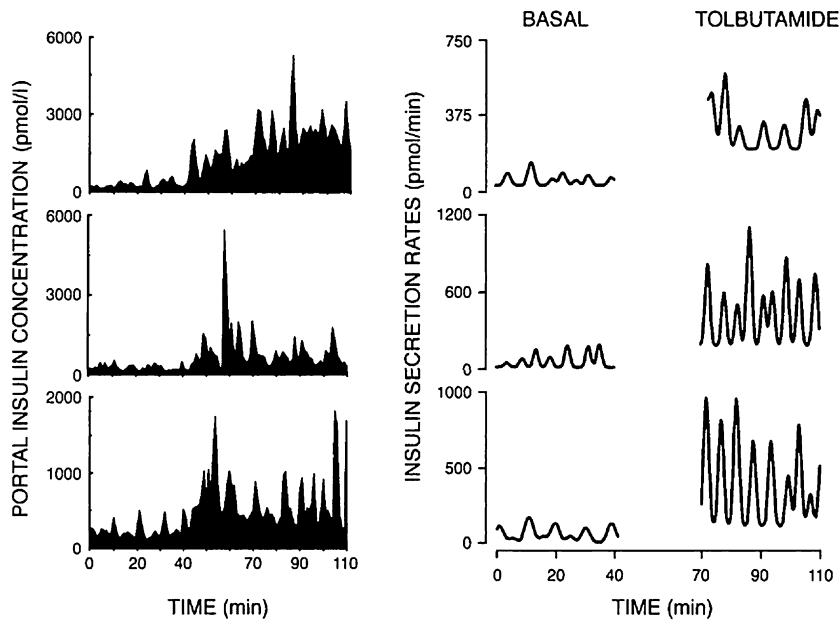 BASAL
TOLBUTAMIDE
PORTAL INSULIN CONCENTRATION (pmol/l)
6000
3000
0
6000
3000
0
2000
1000
0
0 20 40 70 90 110
TIME (min)
INSULIN SECRETION RATES (pmol/min)
750
375
0
1200
600
0
1000
500
0
0 20 40 70 90 110
TIME (min)